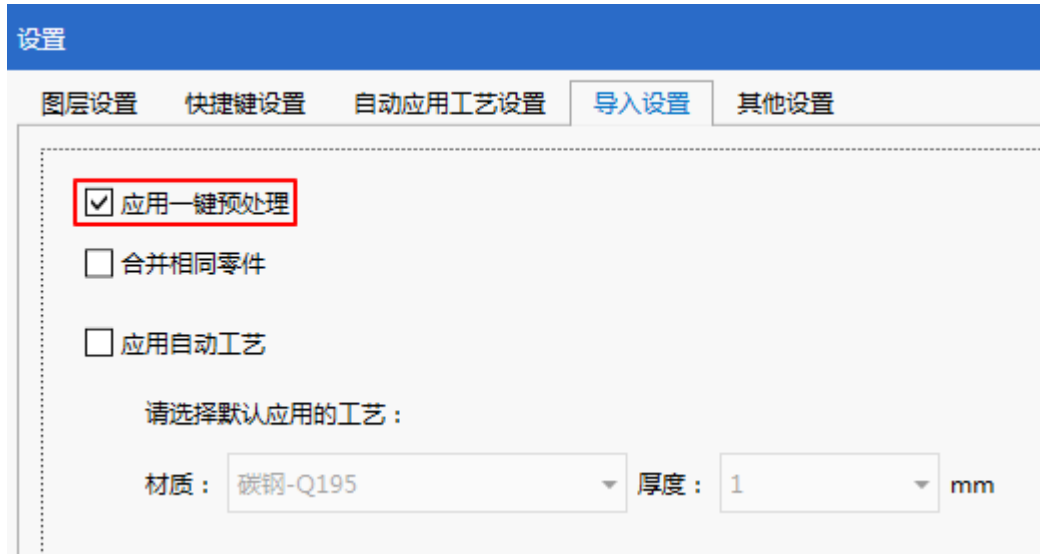 设置
图层设置 快捷键设置 自动应用工艺设置 导入设置 其他设置
应用一键预处理
合并相同零件
应用自动工艺
请选择默认应用的工艺：
材质： 碳钢-Q195 厚度： 1 mm